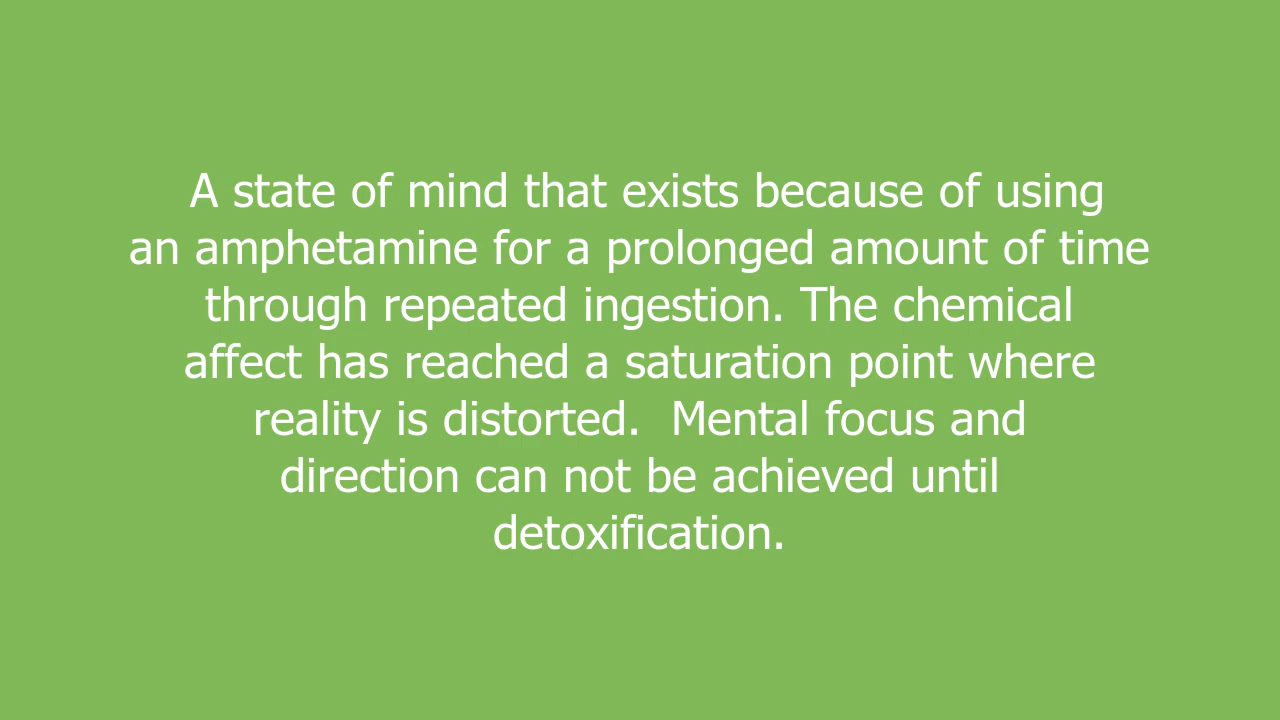 A state of mind that exists because of using
an amphetamine for a prolonged amount of time
through repeated ingestion. The chemical
affect has reached a saturation point where
reality is distorted.  Mental focus and
direction can not be achieved until
detoxification.